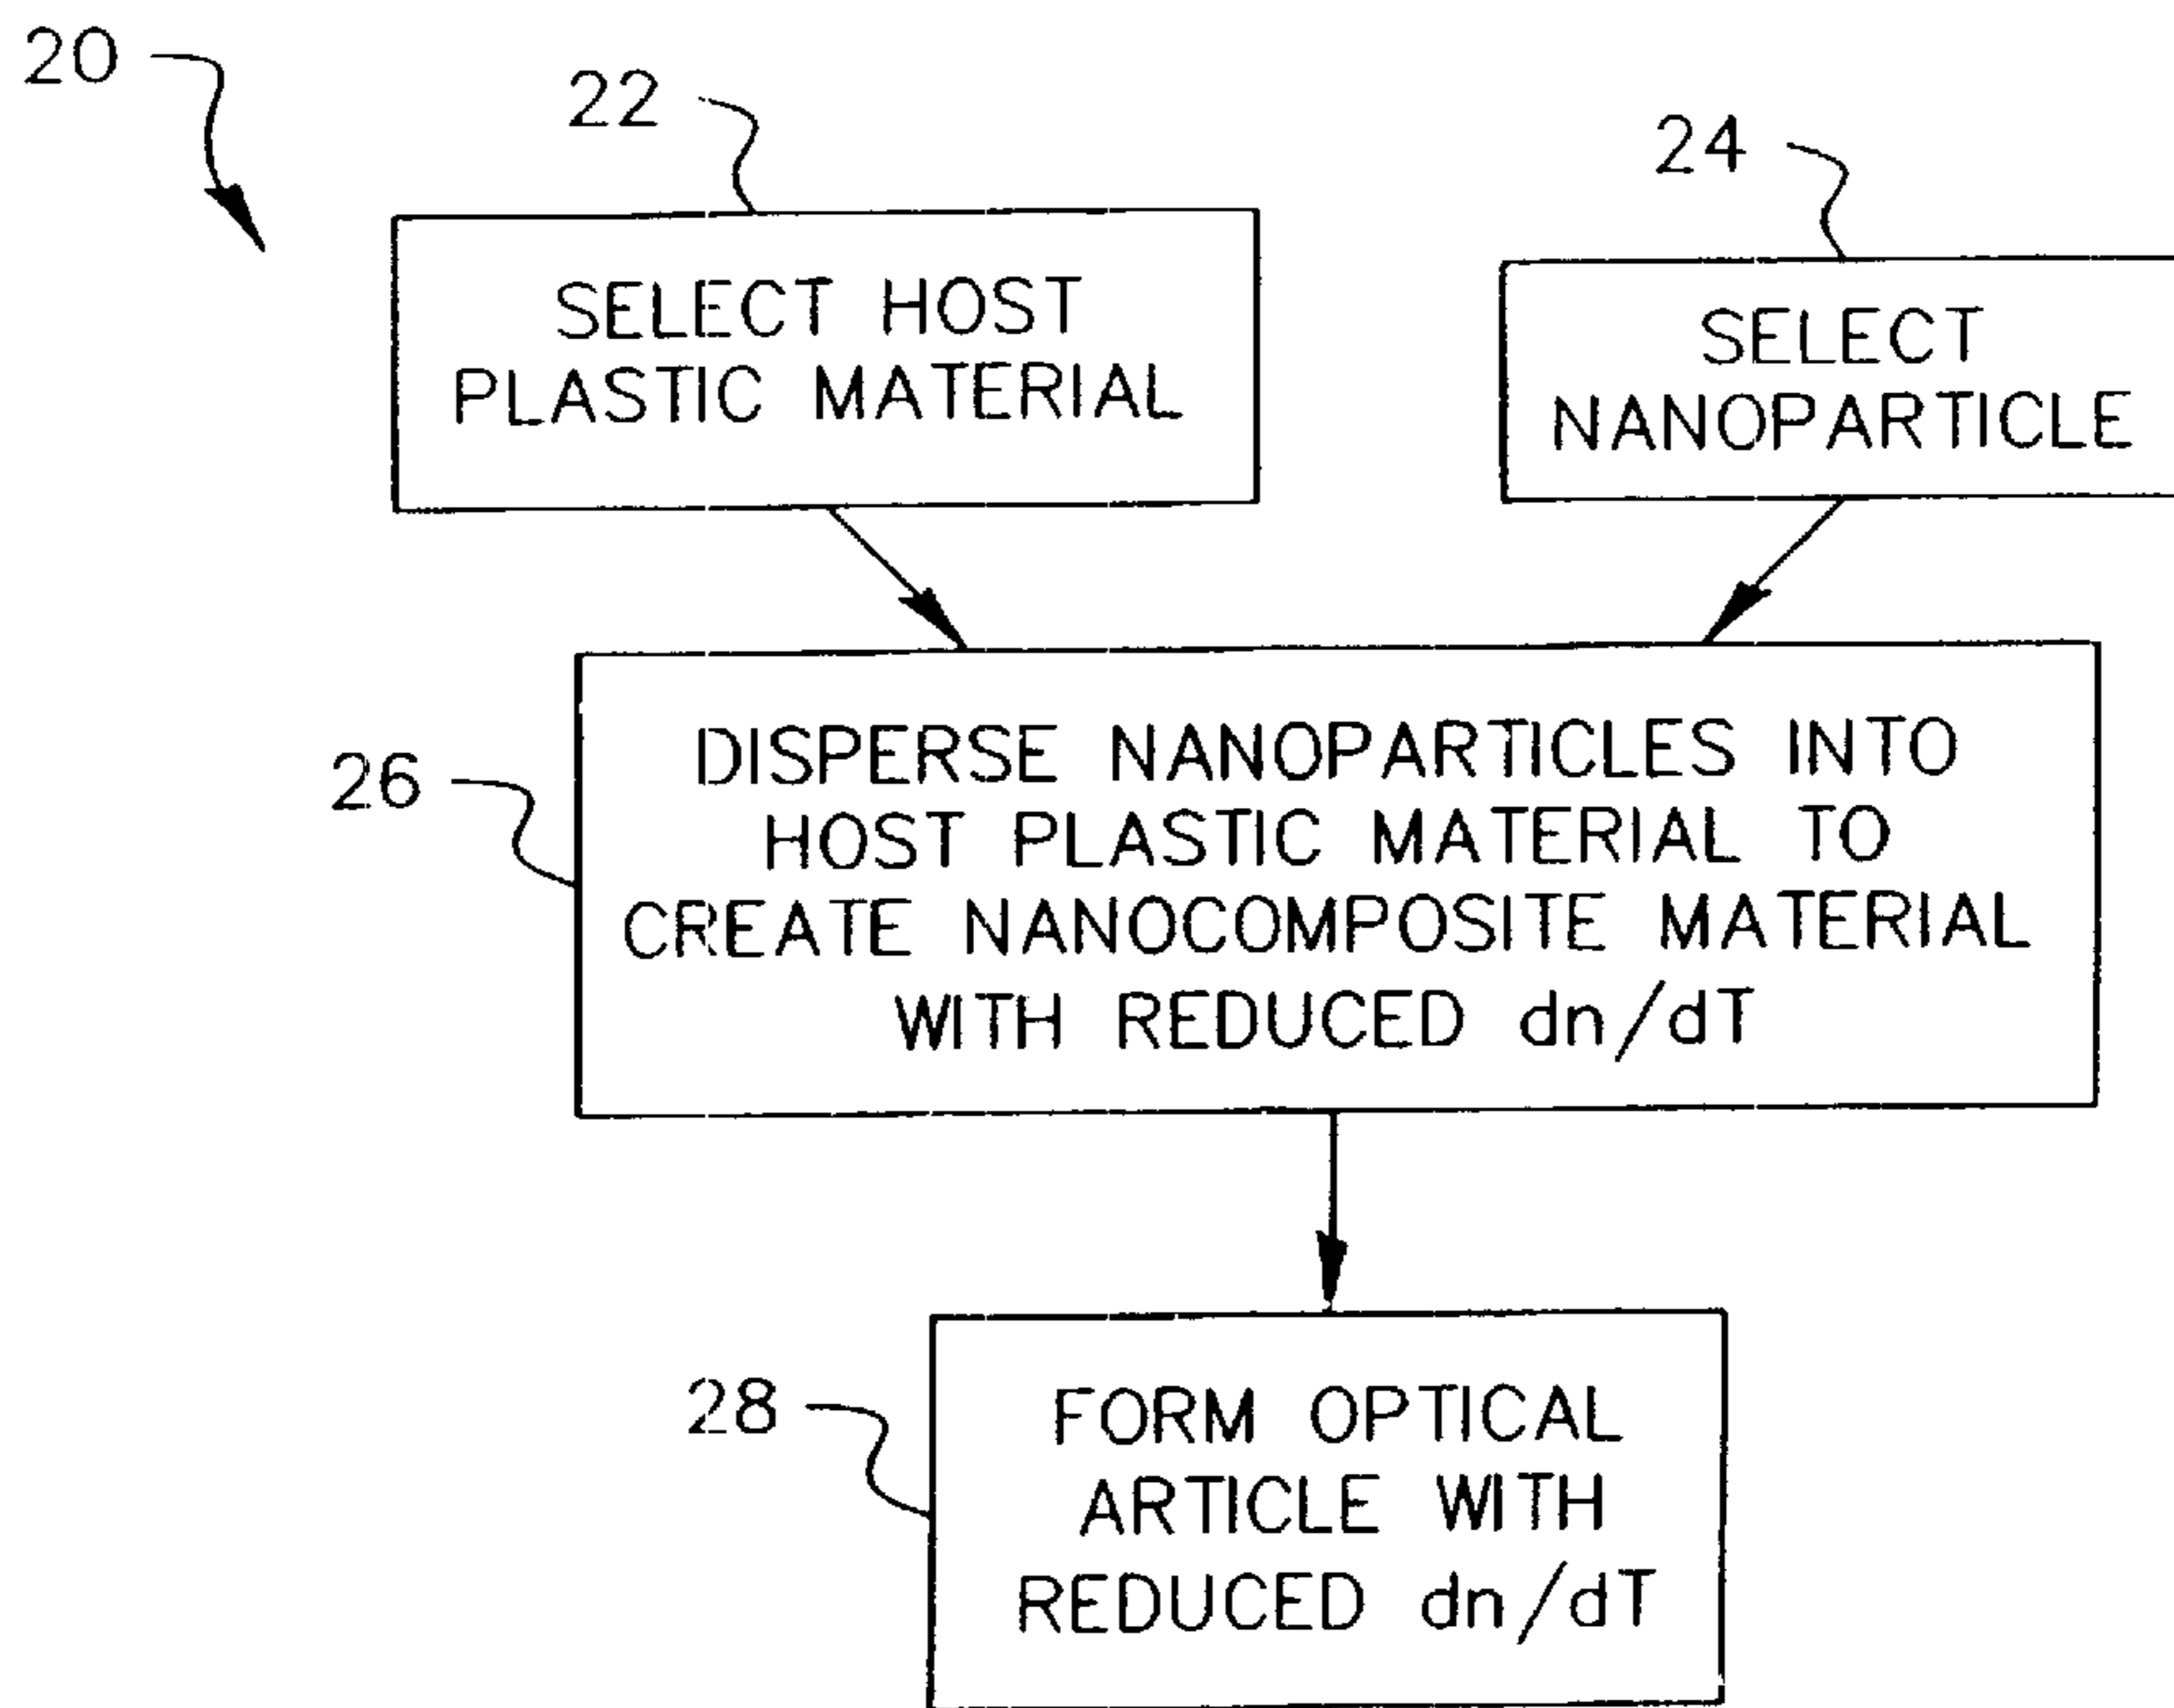 20
22
24
SELECT HOST
PLASTIC MATERIAL
SELECT
NANOPARTICLE
26
DISPERSE NANOPARTICLES INTO
HOST PLASTIC MATERIAL TO
CREATE NANOCOMPOSITE MATERIAL
WITH REDUCED dn/dT
28
FORM OPTICAL
ARTICLE WITH
REDUCED dn/dT